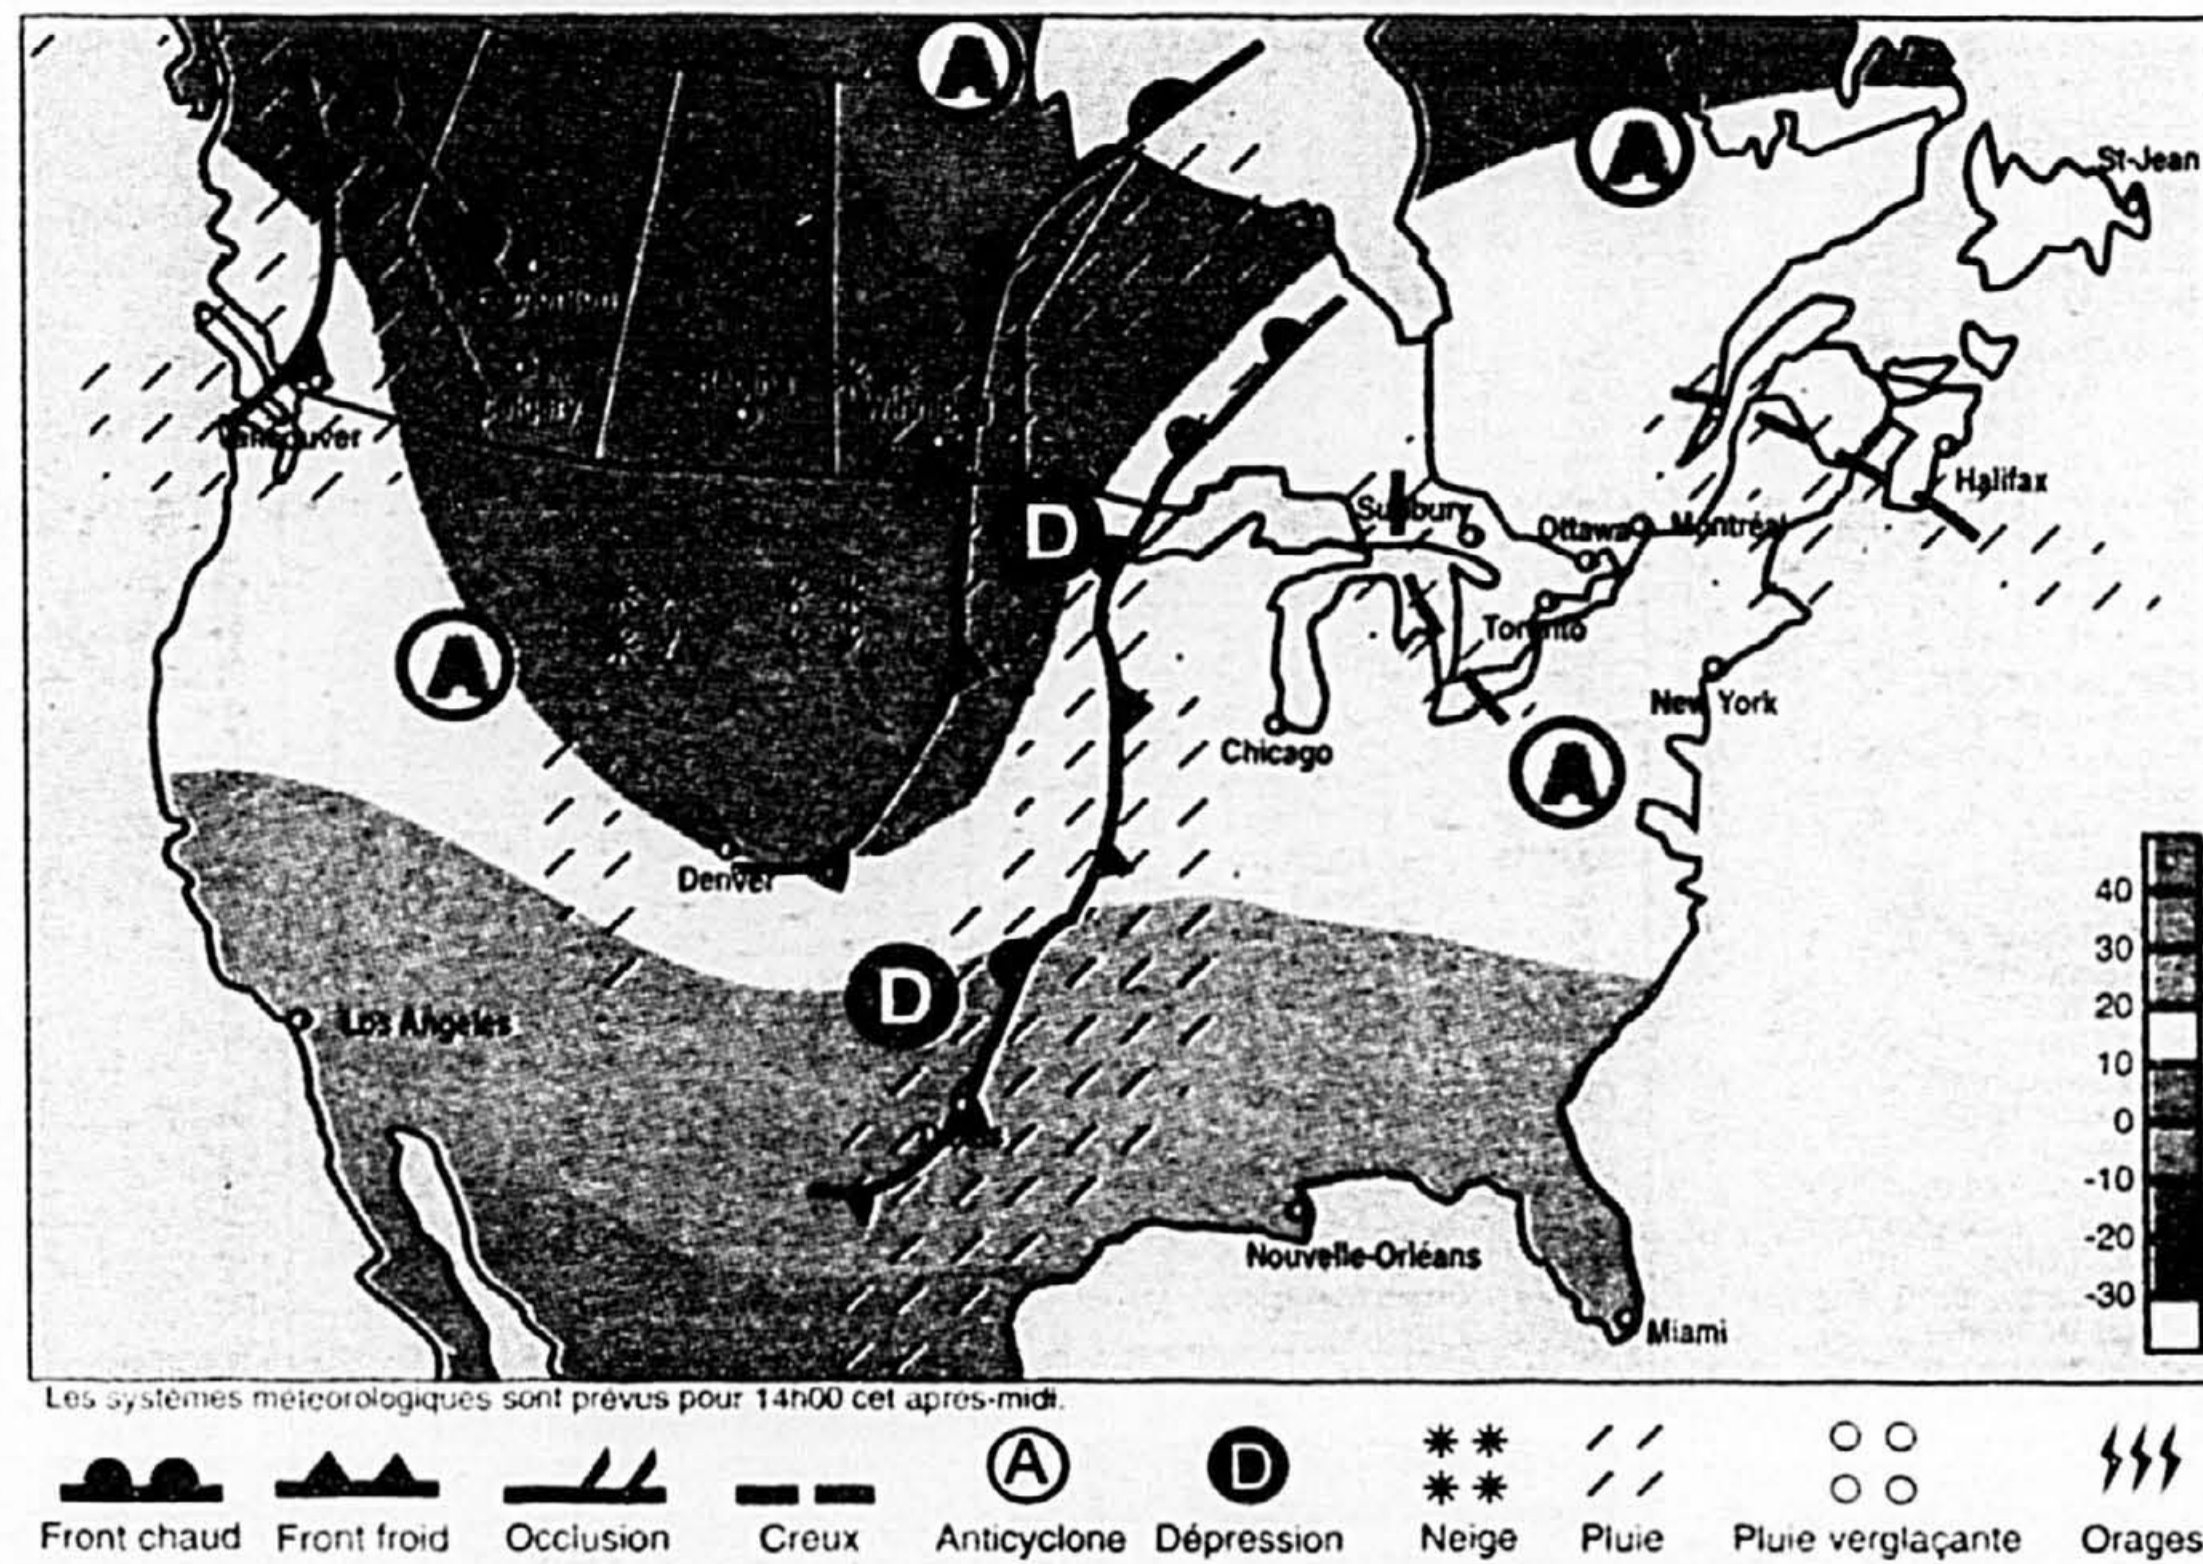 A
A
St-Jean
Vancouver
D
Halifax
Sudbury
Ottawa
Montréal
A
Toronto
New York
Chicago
A
Denver
40
30
D
20
Los Angeles
10
0
-10
-20
Nouvelle-Orléans
-30
Miami
Les systèmes météorologiques sont prévus pour 14h00 cet après-midi.
A
D
Front chaud
Front froid
Occlusion
Creux
Anticyclone
Dépression
Neige
Pluie
Pluie verglaçante
Orages